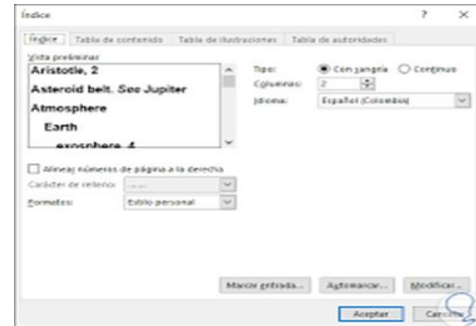 Índice ? ×
Índice Tabla de contenido Tabla de ilustraciones Tabla de autoridades
Vista preliminar
Aristotle, 2
Asteroid belt. See Jupiter
Atmosphere
Earth
exosphere, 4
Tipo: Con sangría Continuo
Columnas: 2
Idioma: Español (Colombia)
Alinear números de página a la derecha
Carácter de relleno: ......
Formatos: Estilo personal
Marcar entrada... Automarcar... Modificar...
Aceptar Cancelar